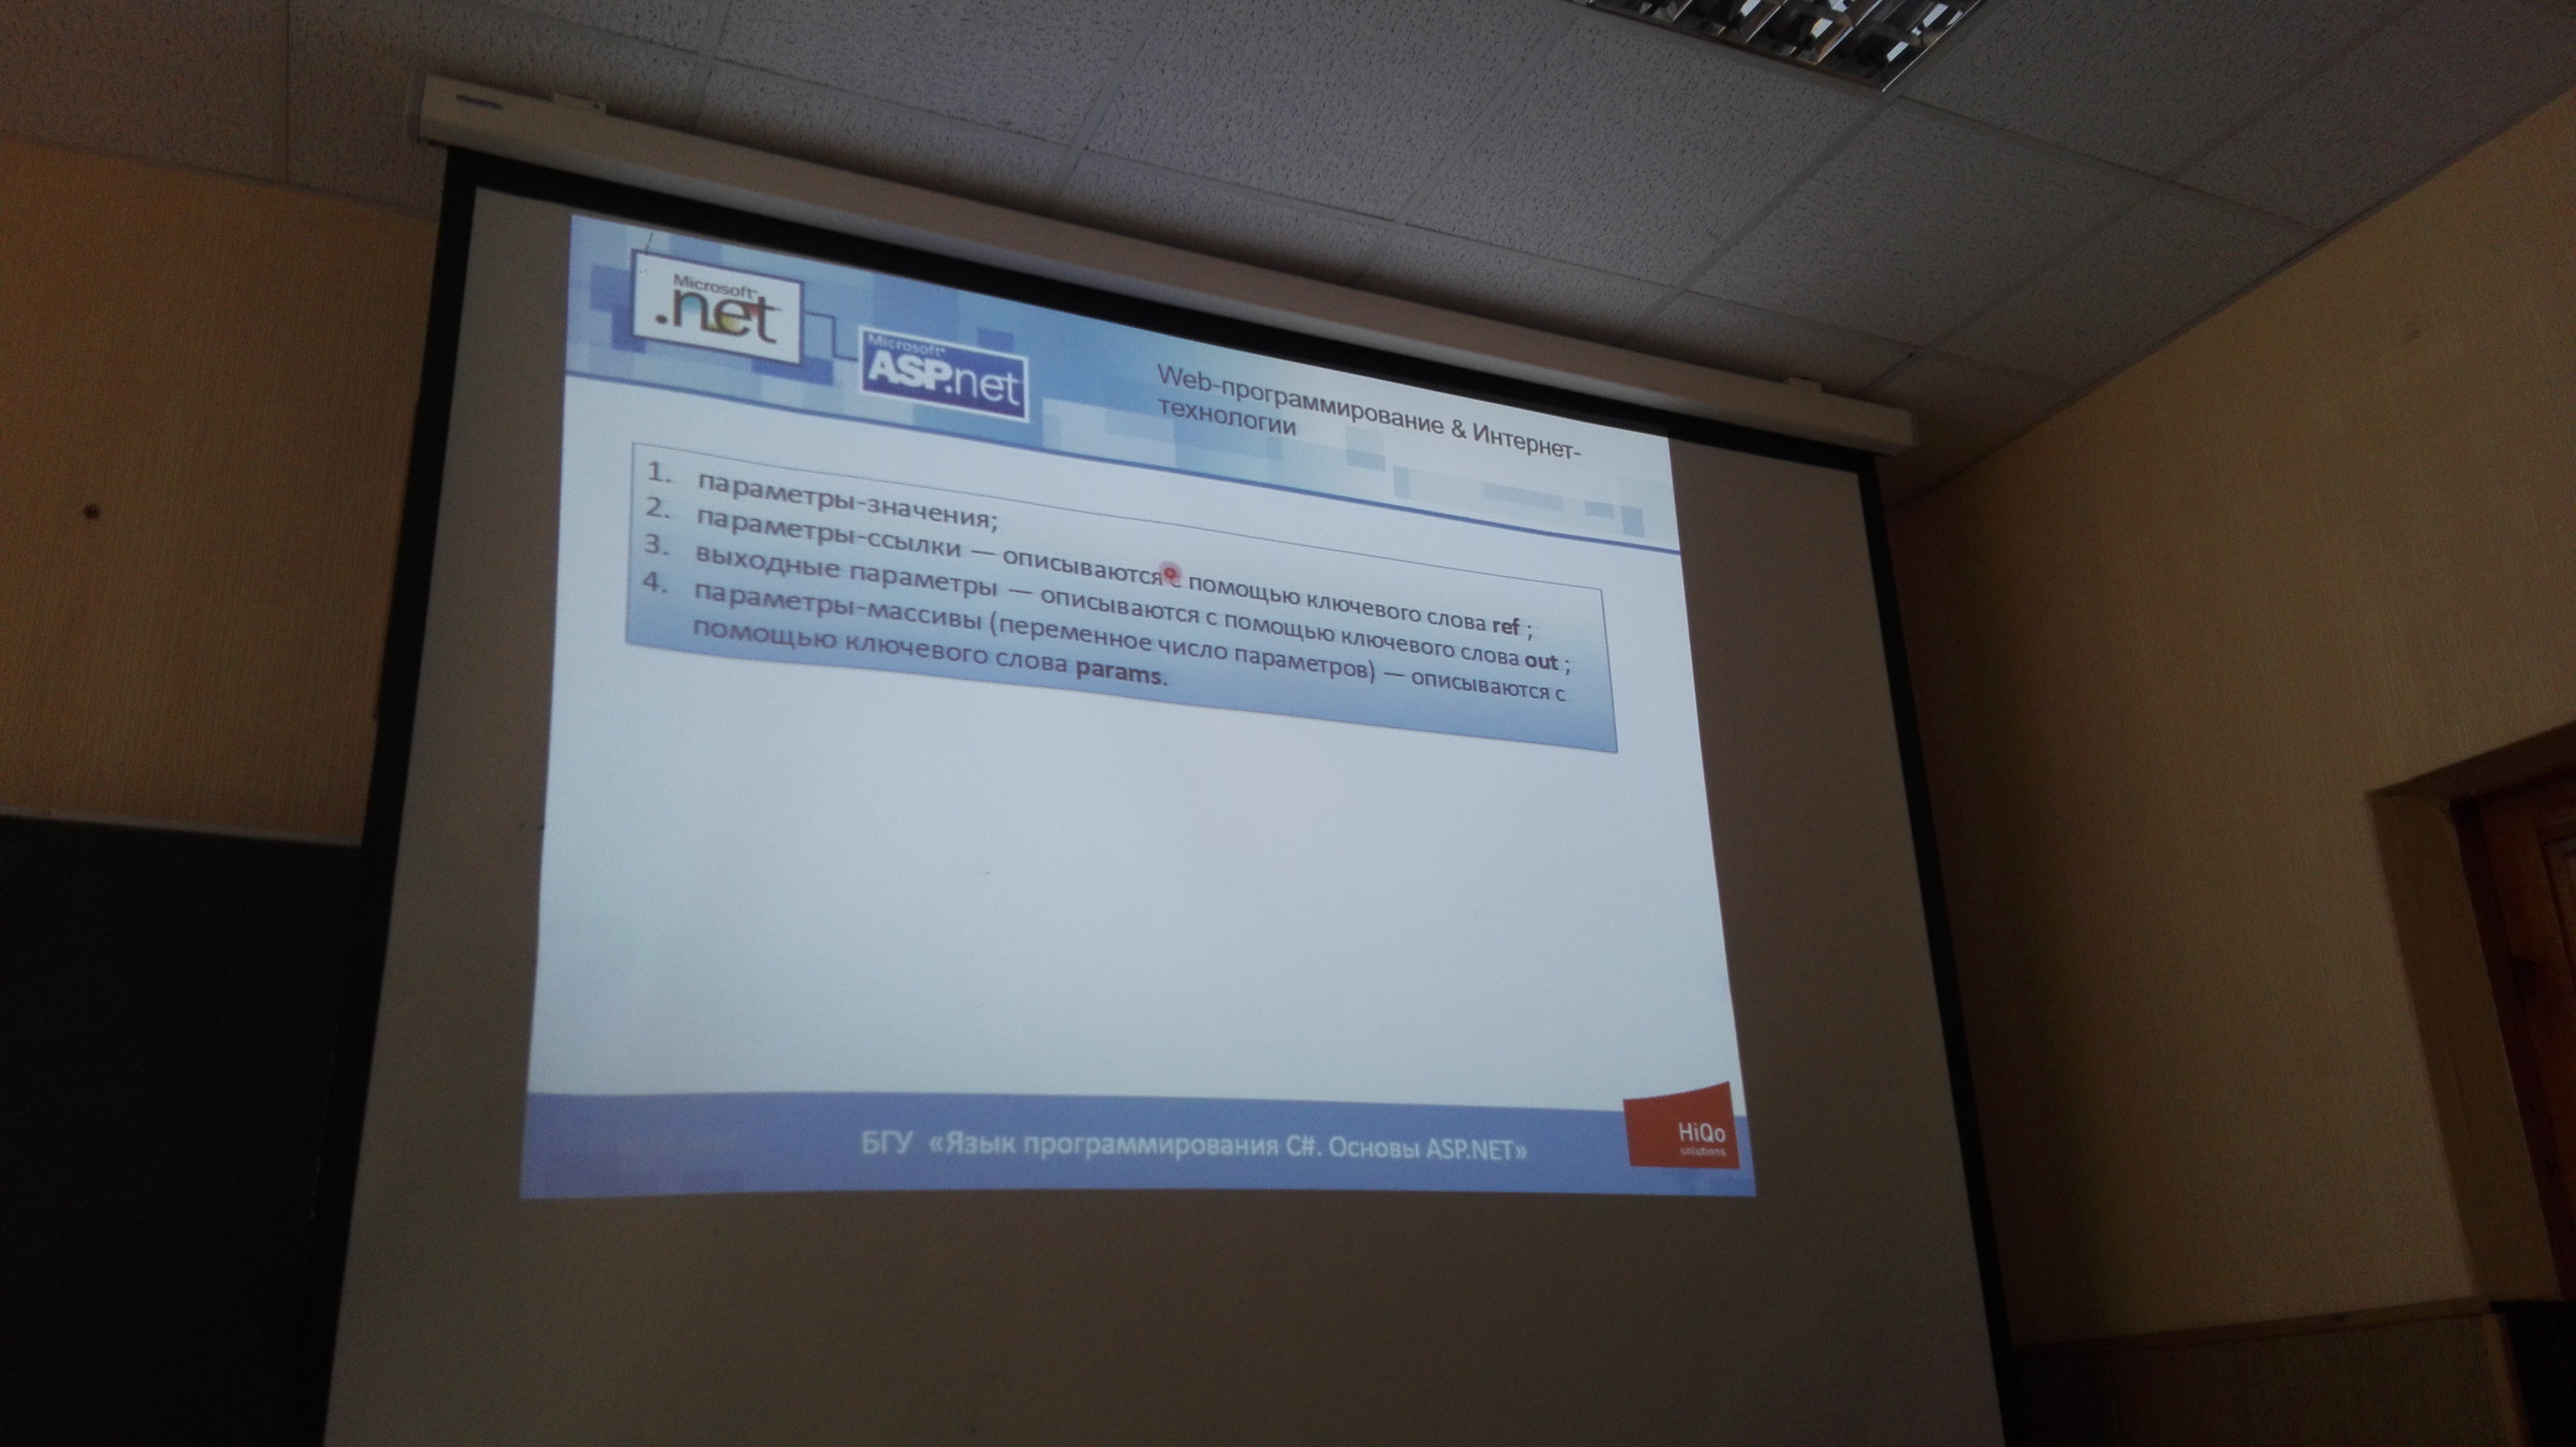 Microsoft
.net
Microsoft
ASP.net
Web-программирование & Интернет-
технологии
1. параметры-значения;
2. параметры-ссылки — описываются с помощью ключевого слова ref ;
3. выходные параметры — описываются с помощью ключевого слова out ;
4. параметры-массивы (переменное число параметров) — описываются с
помощью ключевого слова params.
БГУ «Язык программирования C#. Основы ASP.NET»
HiQo
solutions